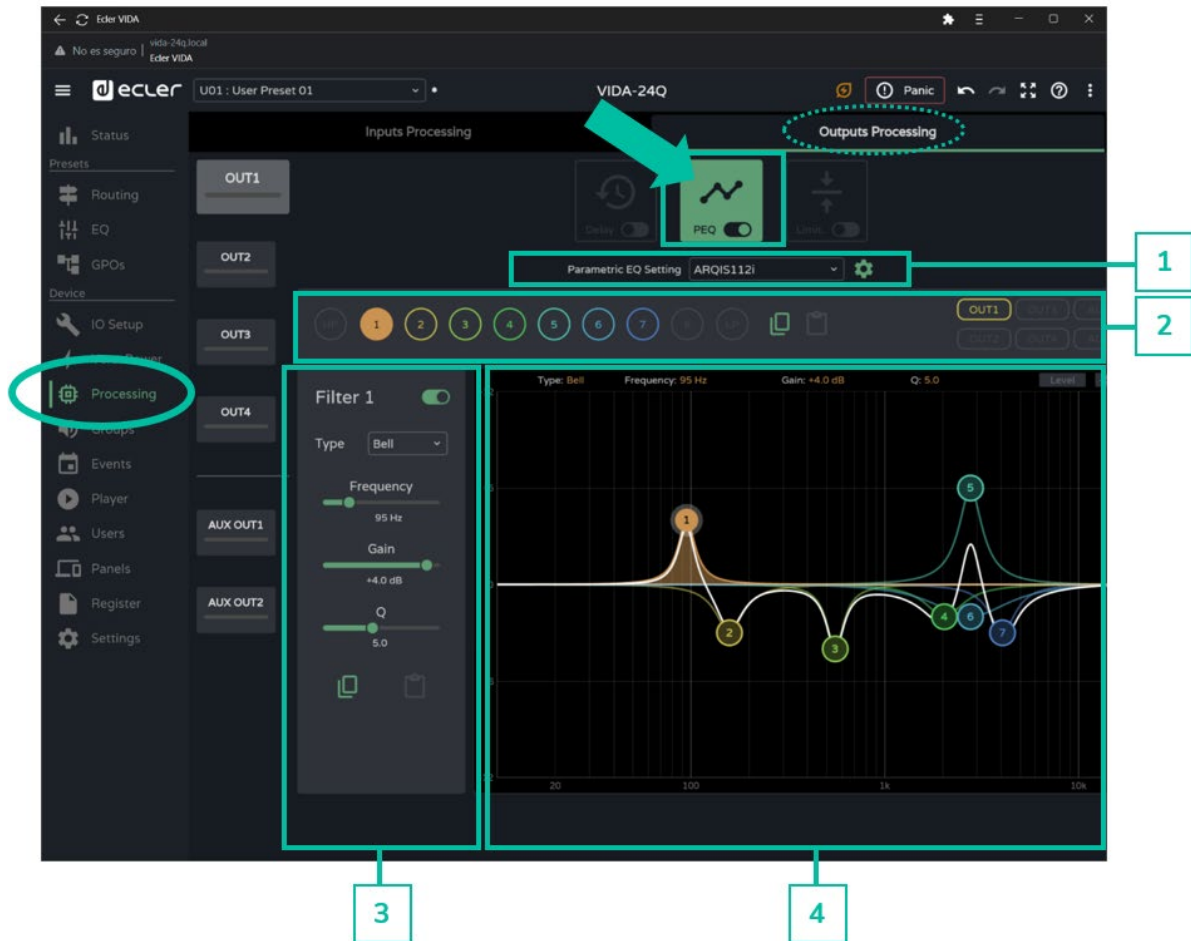 Ecler VIDA
No es seguro | vida-24q.local
Ecler VIDA
ecler
U01 : User Preset 01
VIDA-24Q
Panic
Status
Presets
Routing
EQ
GPOs
Device
IO Setup
Power
Processing
Groups
Events
Player
Users
Panels
Register
Settings
Inputs Processing
Outputs Processing
OUT1
OUT2
OUT3
OUT4
AUX OUT1
AUX OUT2
Delay
PEQ
Parametric EQ Setting ARQIS112i
HP 1 2 3 4 5 6 7 LP
OUT1 OUT3
OUT2 OUT4
Filter 1
Type Bell
Frequency
95 Hz
Gain
+4.0 dB
Q
5.0
Type: Bell Frequency: 95 Hz Gain: +4.0 dB Q: 5.0 Level
1
2
3
4
5
6
7
20 100 1k 10k
1
2
3
4